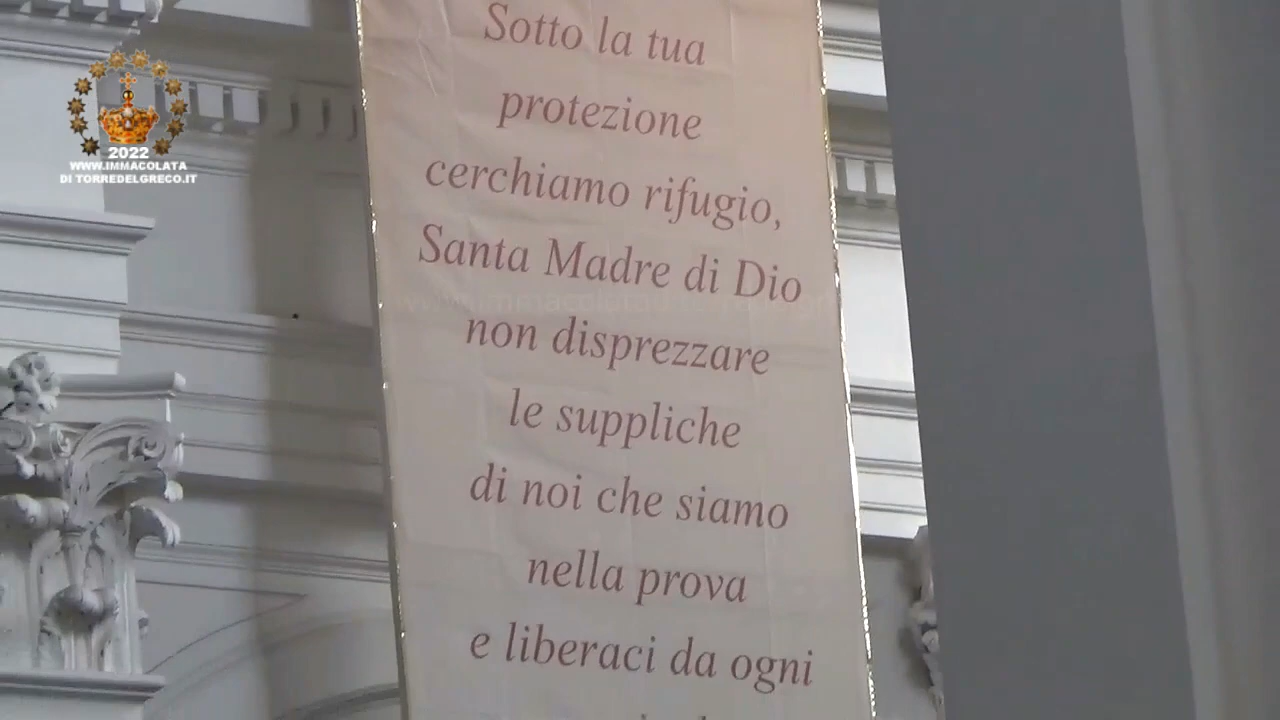 2022
WWW.IMMACOLATA
DI TORREDELGRECO.IT
Sotto la tua
protezione
cerchiamo rifugio,
Santa Madre di Dio
non disprezzare
le suppliche
di noi che siamo
nella prova
e liberaci da ogni